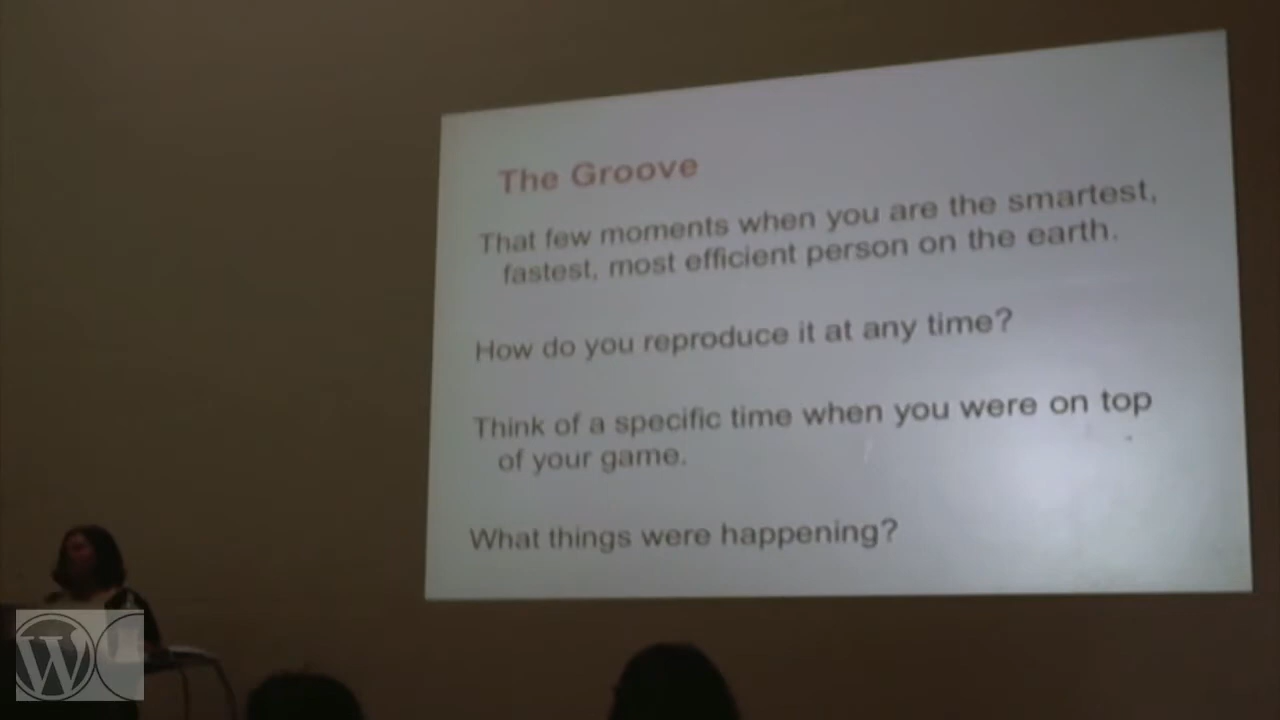 The Groove
That few moments when you are the smartest,
fastest, most efficient person on the earth.
How do you reproduce it at any time?
Think of a specific time when you were on top
of your game.
What things were happening?
W